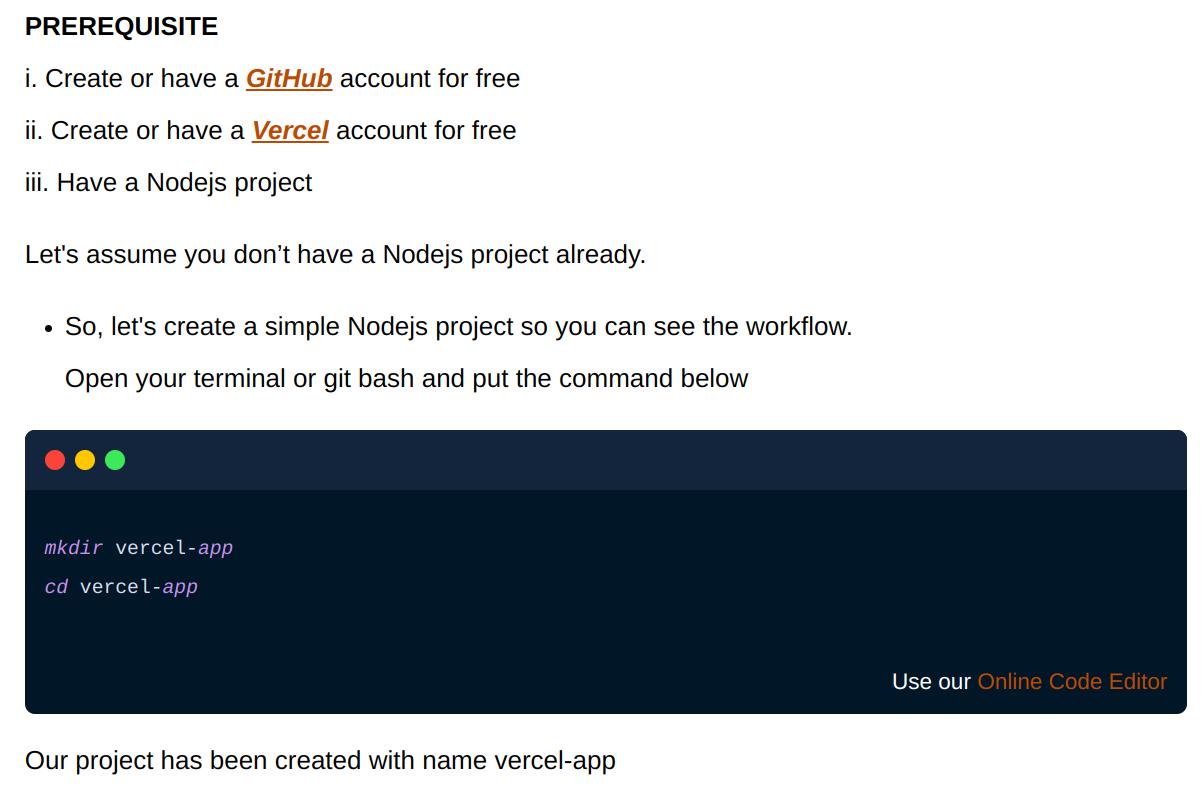 PREREQUISITE
i. Create or have a GitHub account for free
ii. Create or have a Vercel account for free
iii. Have a Nodejs project
Let's assume you don’t have a Nodejs project already.
So, let's create a simple Nodejs project so you can see the workflow.
Open your terminal or git bash and put the command below
mkdir vercel-app
cd vercel-app
Use our Online Code Editor
Our project has been created with name vercel-app